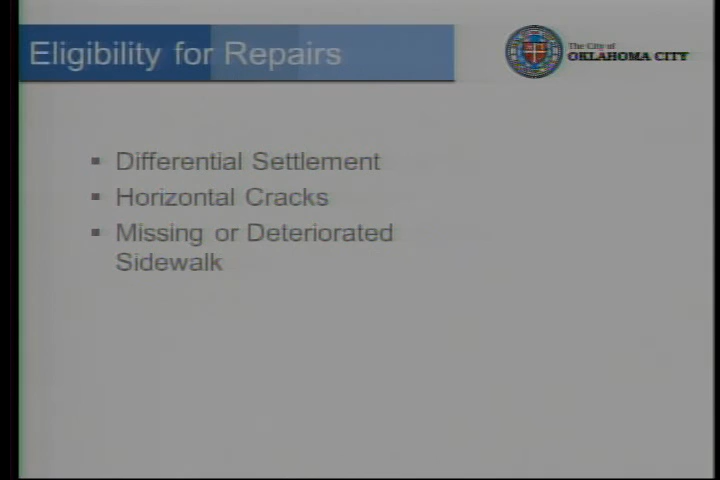 Eligibility for Repairs
The City of
OKLAHOMA CITY
Differential Settlement
Horizontal Cracks
Missing or Deteriorated
Sidewalk